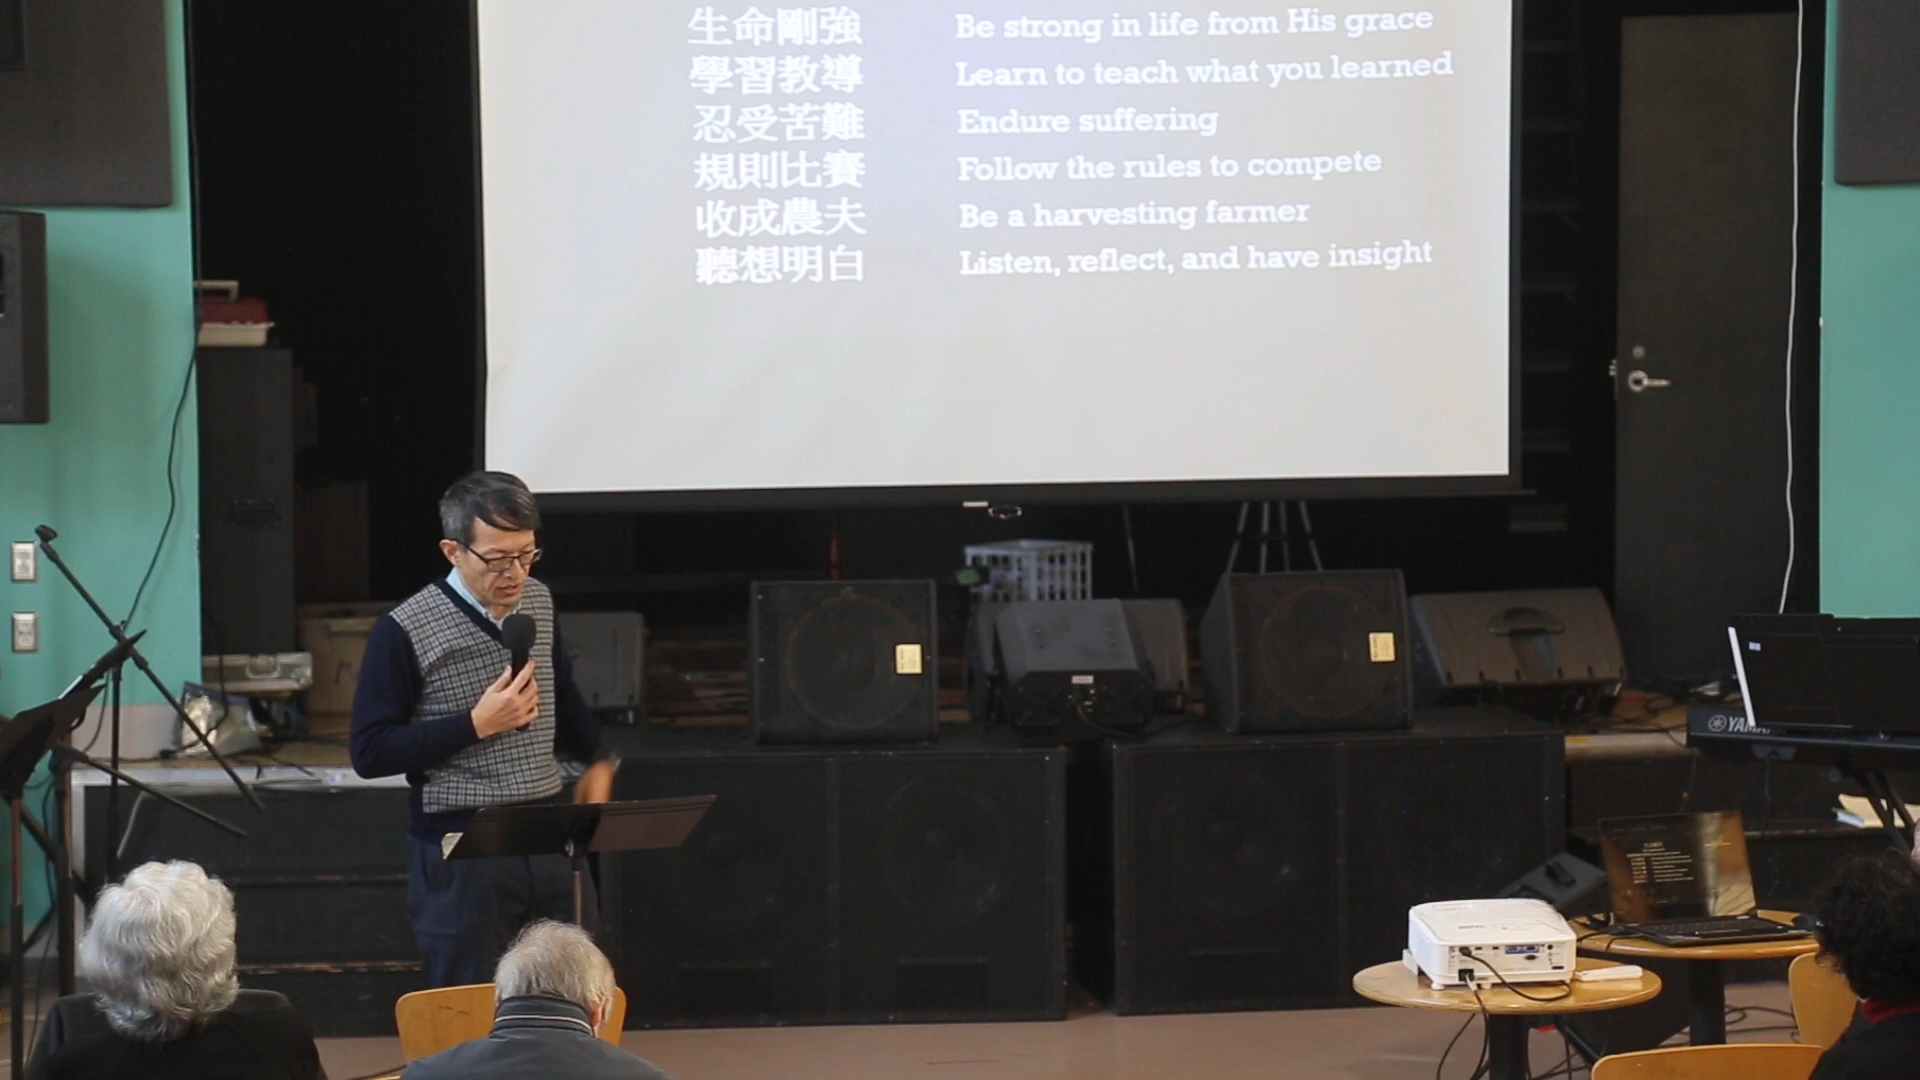 生命剛強 Be strong in life from His grace
學習教導 Learn to teach what you learned
忍受苦難 Endure suffering
規則比賽 Follow the rules to compete
收成農夫 Be a harvesting farmer
聽想明白 Listen, reflect, and have insight